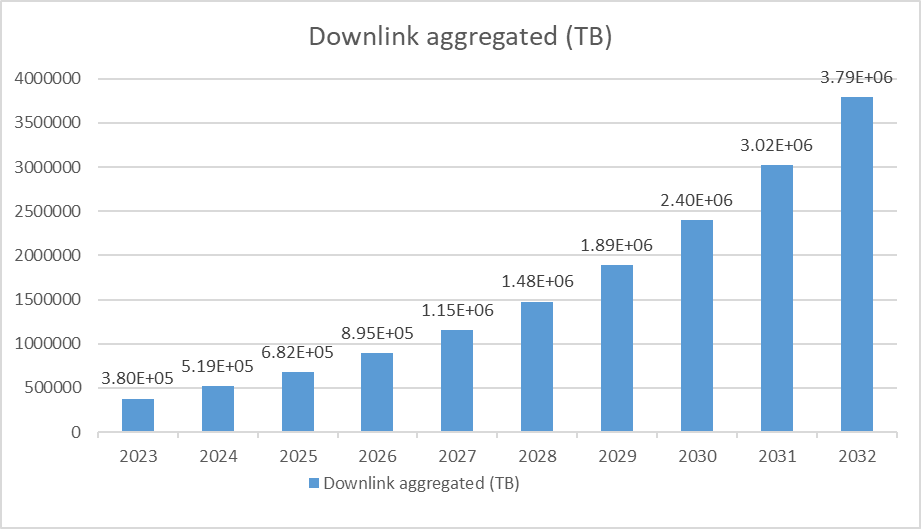 Downlink aggregated (TB)
4000000
3500000
3000000
2500000
2000000
1500000
1000000
500000
0
3.80E+05
5.19E+05
6.82E+05
8.95E+05
1.15E+06
1.48E+06
1.89E+06
2.40E+06
3.02E+06
3.79E+06
2023 2024 2025 2026 2027 2028 2029 2030 2031 2032
Downlink aggregated (TB)